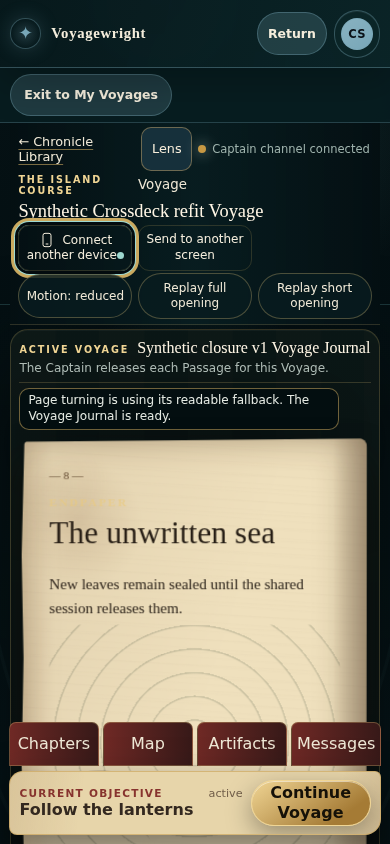 Voyagewright
Return
CS
Exit to My Voyages
← Chronicle
Library
Lens
Captain channel connected
THE ISLAND
COURSE
Voyage
Synthetic Crossdeck refit Voyage
Connect
another device
Send to another
screen
Motion: reduced
Replay full
opening
Replay short
opening
ACTIVE VOYAGE Synthetic closure v1 Voyage Journal
The Captain releases each Passage for this Voyage.
Page turning is using its readable fallback. The
Voyage Journal is ready.
— 8 —
The unwritten sea
New leaves remain sealed until the shared
session releases them.
Chapters
Map
Artifacts
Messages
CURRENT OBJECTIVE
Follow the lanterns
active
Continue
Voyage